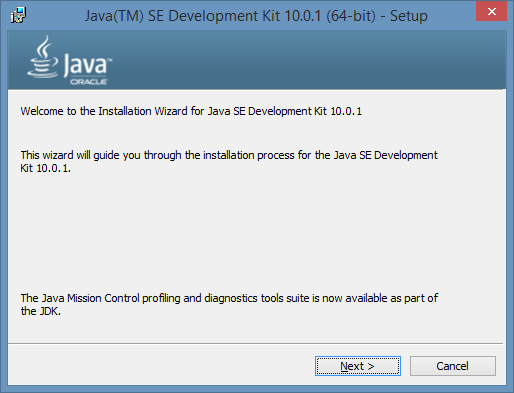 Java(TM) SE Development Kit 10.0.1 (64-bit) - Setup
Java™
ORACLE
Welcome to the Installation Wizard for Java SE Development Kit 10.0.1
This wizard will guide you through the installation process for the Java SE Development
Kit 10.0.1.
The Java Mission Control profiling and diagnostics tools suite is now available as part of
the JDK.
Next >
Cancel